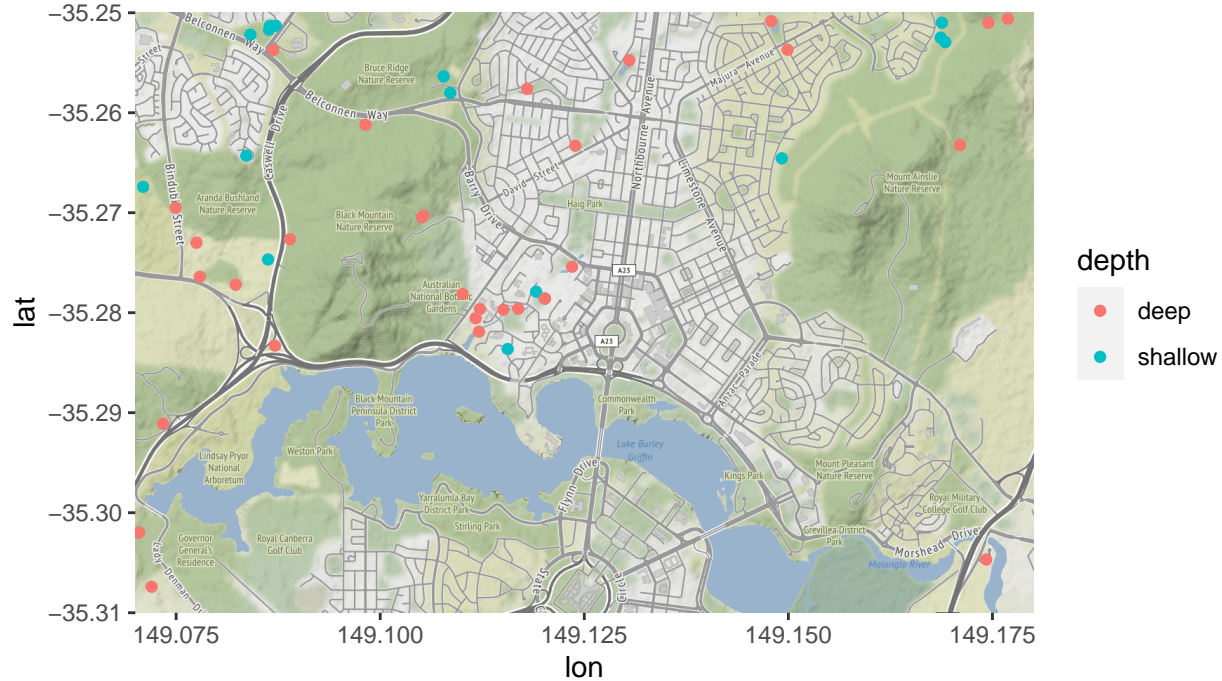 −35.25
−35.26
−35.27
−35.28
−35.29
−35.30
−35.31
lat
149.075
149.100
149.125
149.150
149.175
lon
depth
deep
shallow
Belconnen Way
Street
Bruce Ridge
Nature Reserve
Belconnen Way
Caswell Drive
Majura Avenue
Northbourne Avenue
Limestone Avenue
Bindubi Street
Aranda Bushland
Nature Reserve
Barry Drive
David Street
Haig Park
Black Mountain
Nature Reserve
Mount Ainslie
Nature Reserve
A23
Australian
National Botanic
Gardens
A23
Anzac Parade
Black Mountain
Peninsula District
Park
Commonwealth
Park
Lake Burley
Griffin
Weston Park
Lindsay Pryor
National
Arboretum
Flynn Drive
Kings Park
Mount Pleasant
Nature Reserve
Yarralumla Bay
District Park
Stirling Park
Royal Military
College Golf Club
Grevillea District
Park
Morshead Drive
Molonglo River
Governor
General's
Residence
Royal Canberra
Golf Club
Lady Denman Dri
State C
Circle